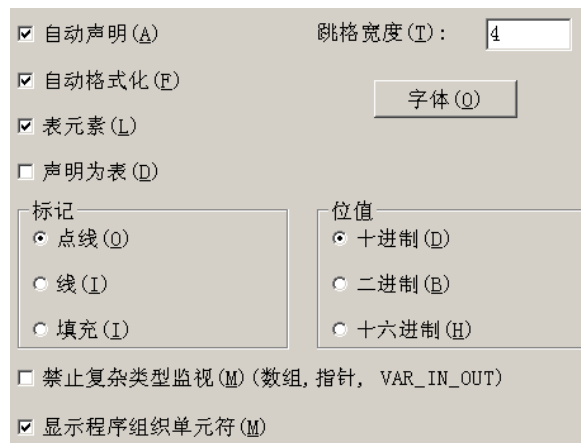 自动声明(A)
跳格宽度(T): 4
自动格式化(F)
字体(O)
表元素(L)
声明为表(D)
标记
位值
点线(O)
十进制(D)
线(I)
二进制(B)
填充(I)
十六进制(H)
禁止复杂类型监视(M)(数组,指针, VAR_IN_OUT)
显示程序组织单元符(M)